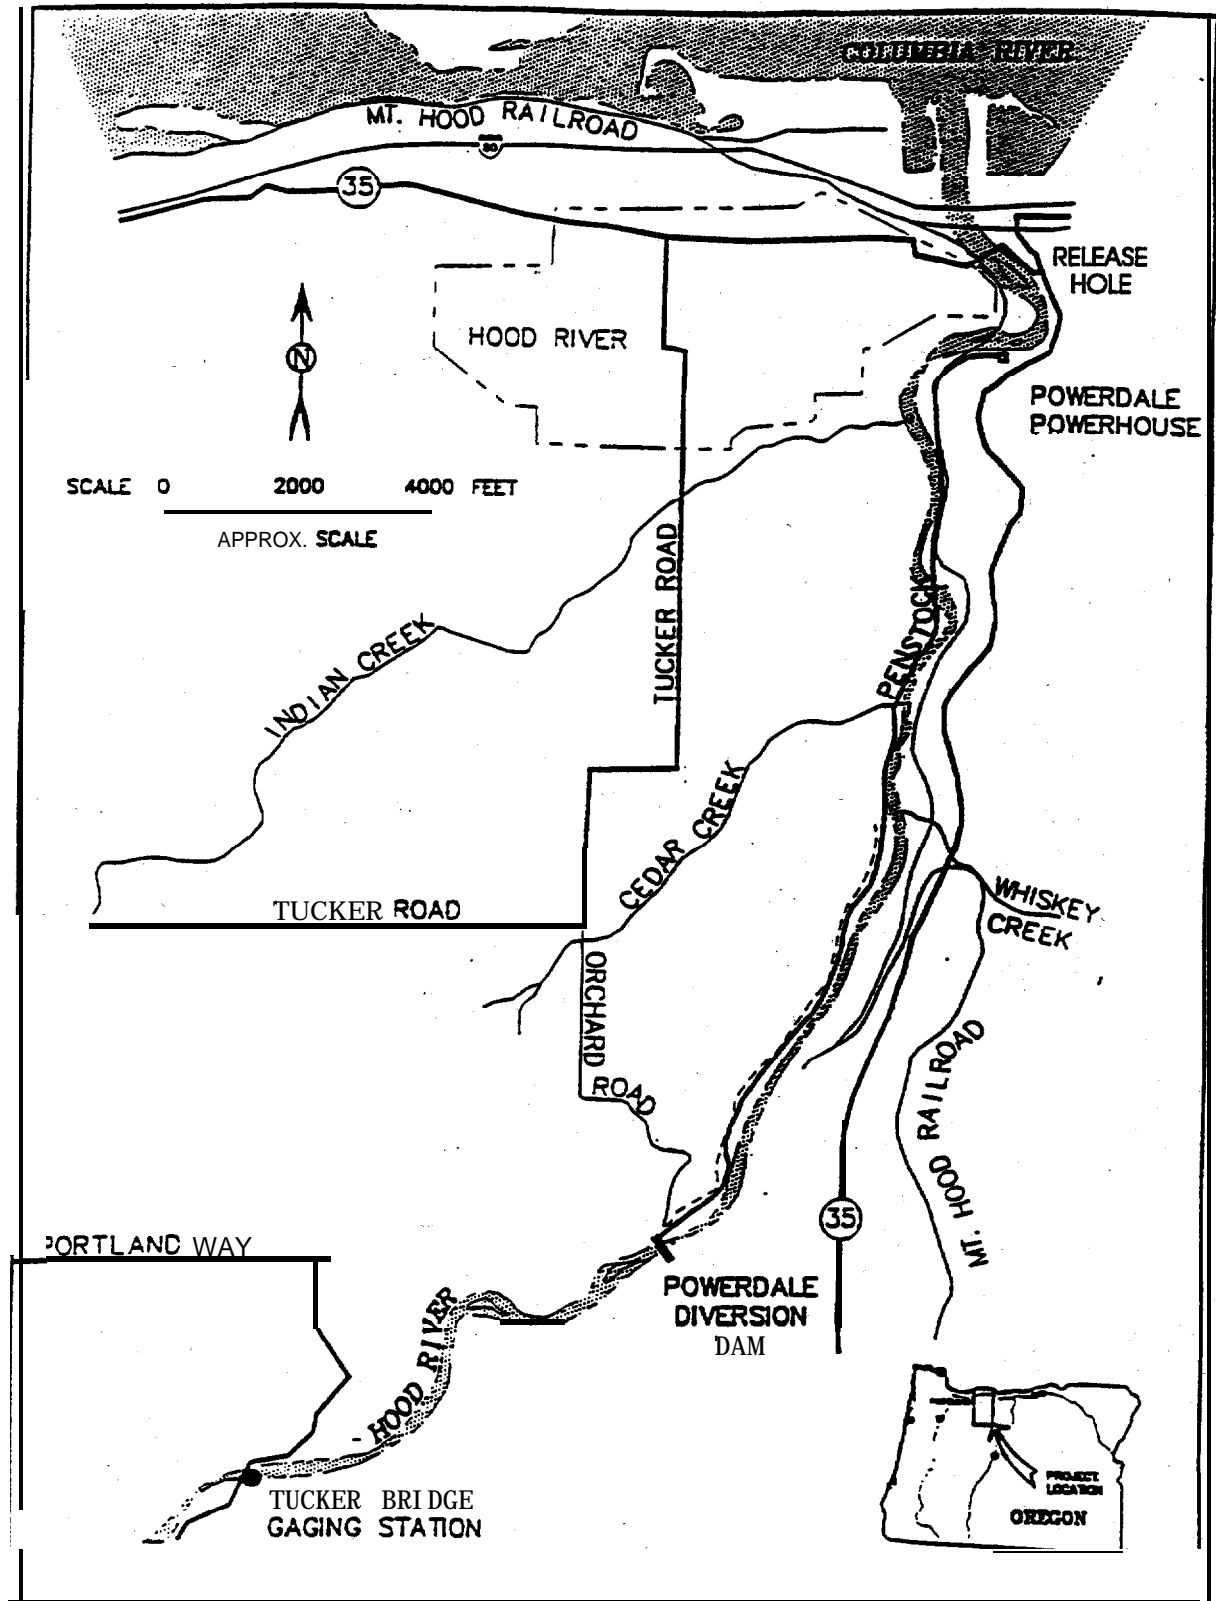 COLUMBIA RIVER
MT. HOOD RAILROAD
35
RELEASE
HOLE
HOOD RIVER
N
POWERDALE
POWERHOUSE
SCALE 0 2000 4000 FEET
APPROX. SCALE
TUCKER ROAD
PENSTOCK
INDIAN CREEK
CEDAR CREEK
WHISKEY
CREEK
TUCKER ROAD
ORCHARD
ROAD
MT. HOOD RAILROAD
35
PORTLAND WAY
POWERDALE
DIVERSION
DAM
HOOD RIVER
TUCKER BRIDGE
GAGING STATION
PROJECT
LOCATION
OREGON